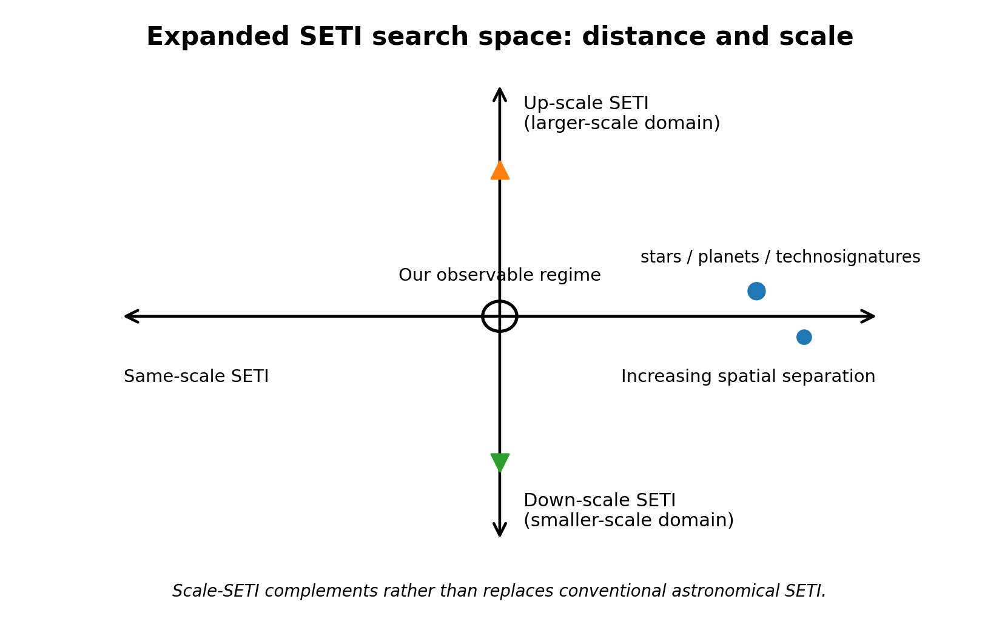 Expanded SETI search space: distance and scale
Up-scale SETI
(larger-scale domain)
stars / planets / technosignatures
Our observable regime
Same-scale SETI
Increasing spatial separation
Down-scale SETI
(smaller-scale domain)
Scale-SETI complements rather than replaces conventional astronomical SETI.